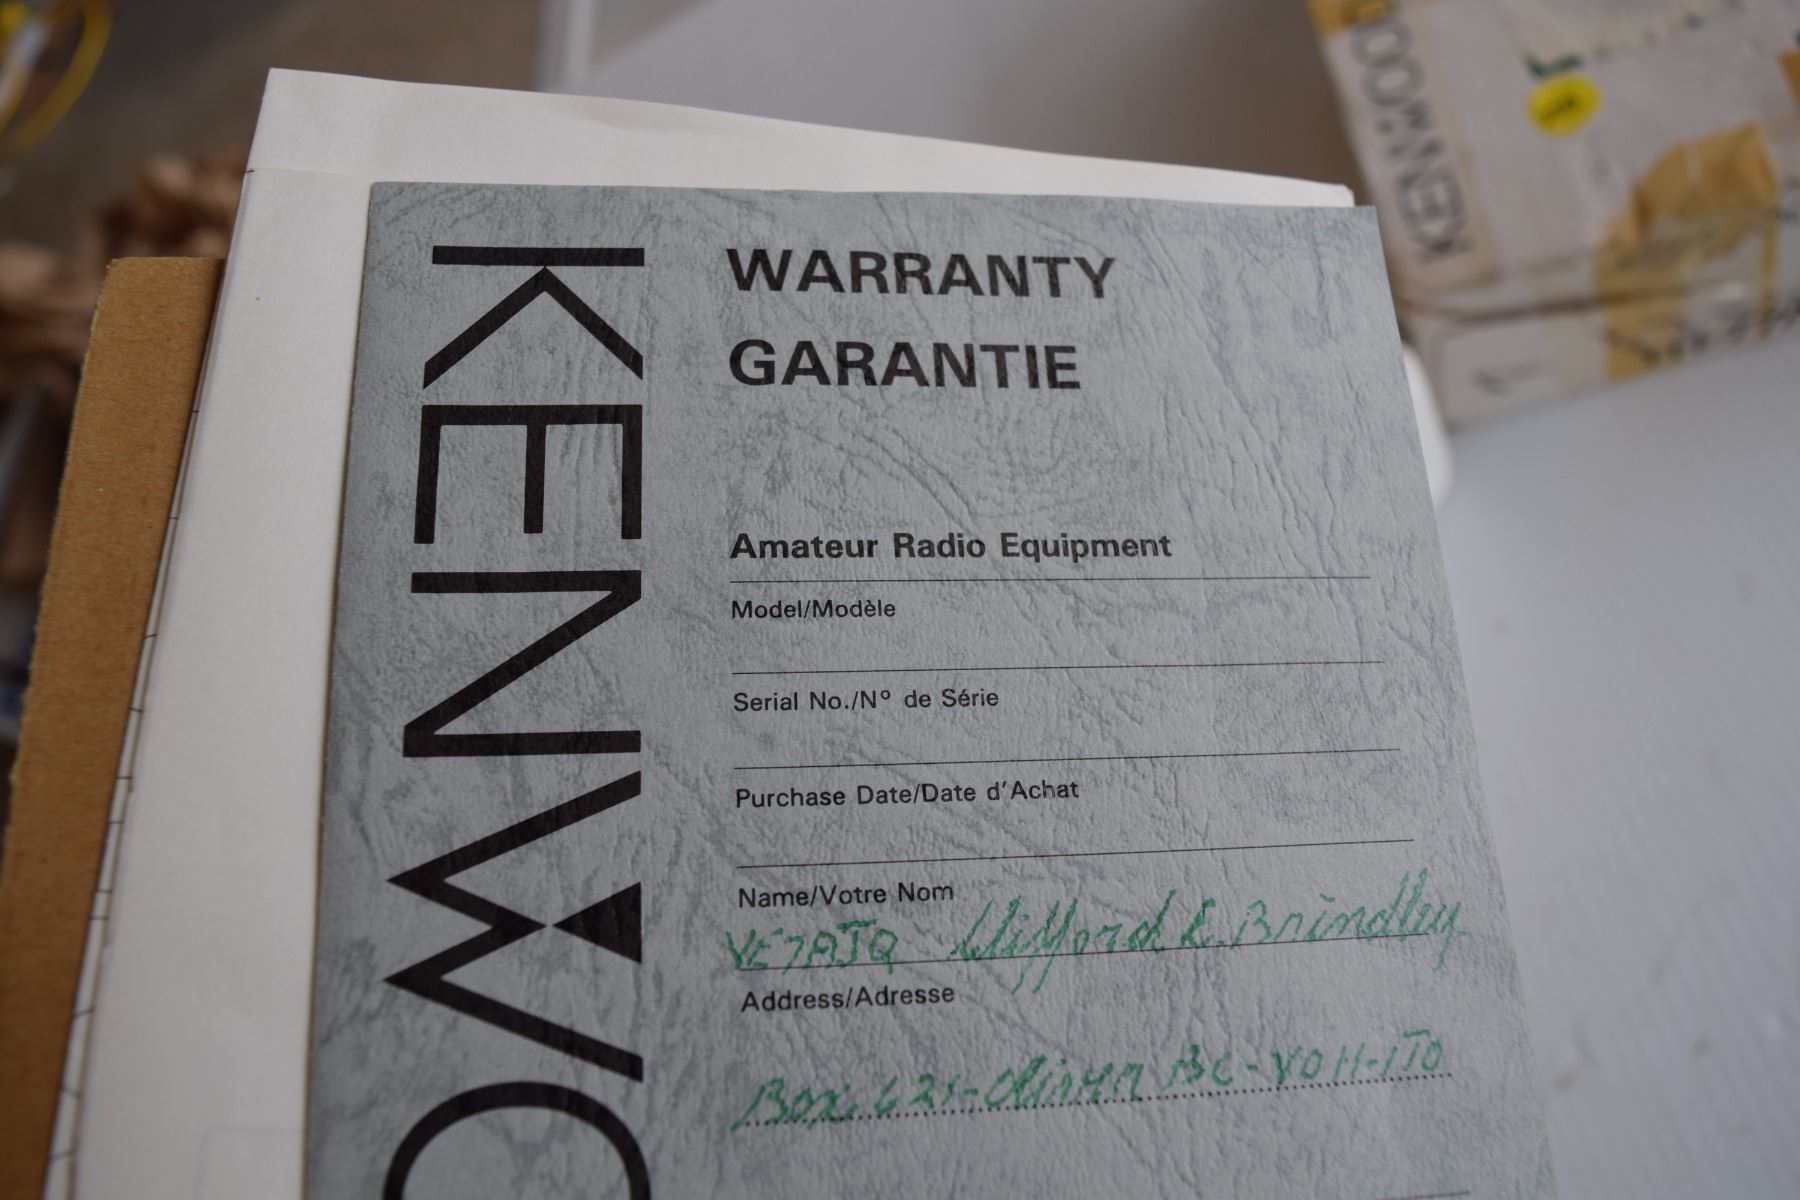 KENWO
WARRANTY
GARANTIE
Amateur Radio Equipment
Model/Modèle
Serial No./Nº de Série
Purchase Date/Date d'Achat
Name/Votre Nom
VE7AJQ Clifford R. Brindley
Address/Adresse
Box 621-Oliver BC-V0H-1T0
KENWOOD